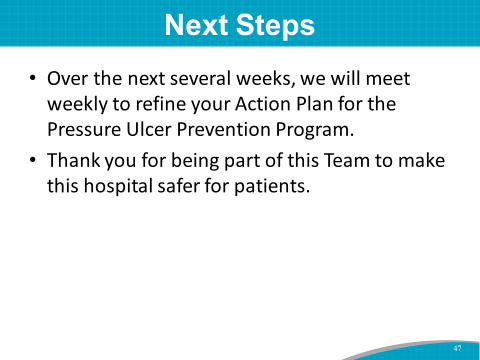 Next Steps
• Over the next several weeks, we will meet
weekly to refine your Action Plan for the
Pressure Ulcer Prevention Program.
• Thank you for being part of this Team to make
this hospital safer for patients.
47